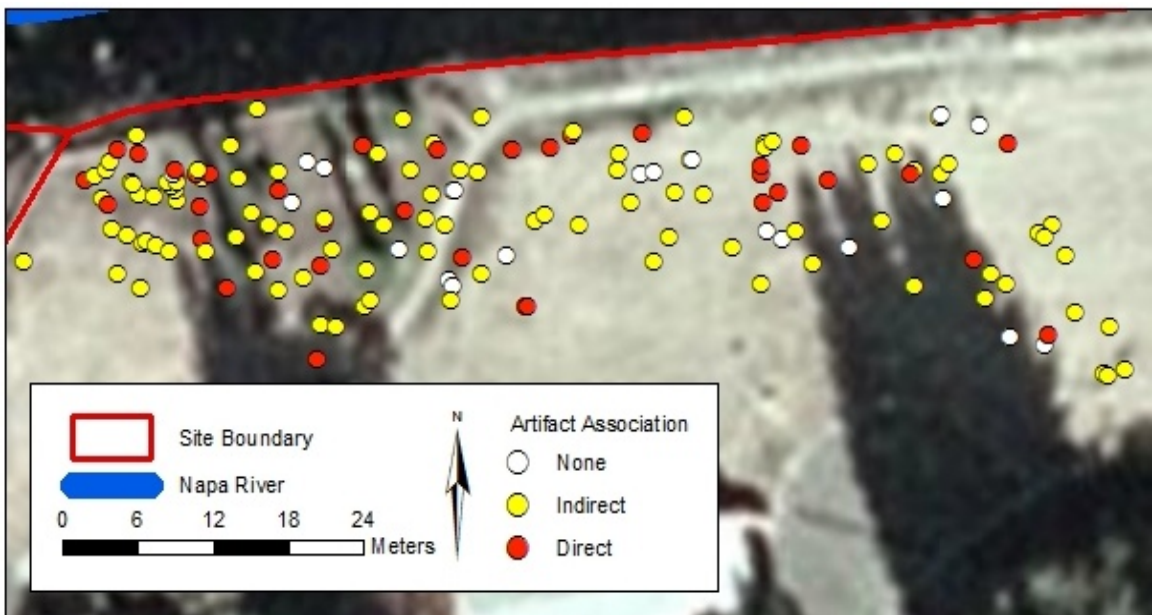 Site Boundary
Napa River
0 6 12 18 24
Meters
N
Artifact Association
None
Indirect
Direct